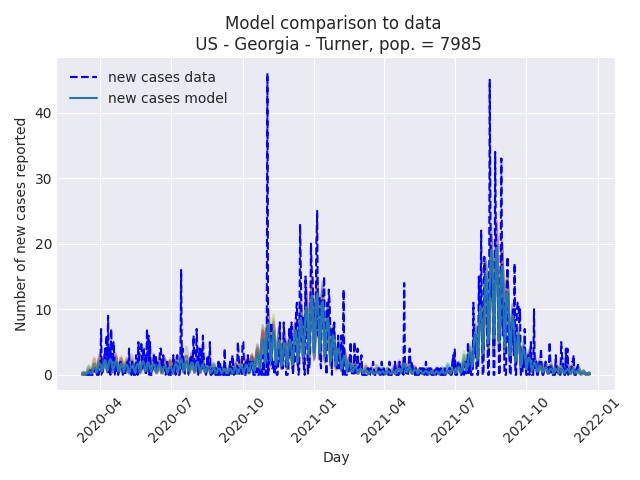 Model comparison to data
US - Georgia - Turner, pop. = 7985
new cases data
new cases model
Number of new cases reported
40
30
20
10
0
2020-04
2020-07
2020-10
2021-01
2021-04
2021-07
2021-10
2022-01
Day